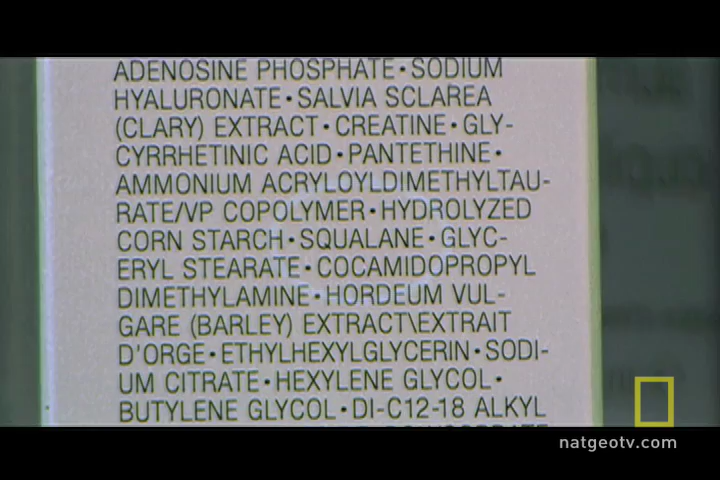 ADENOSINE PHOSPHATE•SODIUM
HYALURONATE•SALVIA SCLAREA
(CLARY) EXTRACT•CREATINE•GLY-
CYRRHETINIC ACID•PANTETHINE•
AMMONIUM ACRYLOYLDIMETHYLTAU-
RATE/VP COPOLYMER•HYDROLYZED
CORN STARCH•SQUALANE•GLYC-
ERYL STEARATE•COCAMIDOPROPYL
DIMETHYLAMINE•HORDEUM VUL-
GARE (BARLEY) EXTRACT\EXTRAIT
D'ORGE•ETHYLHEXYLGLYCERIN•SODI-
UM CITRATE•HEXYLENE GLYCOL•
BUTYLENE GLYCOL•DI-C12-18 ALKYL
natgeotv.com